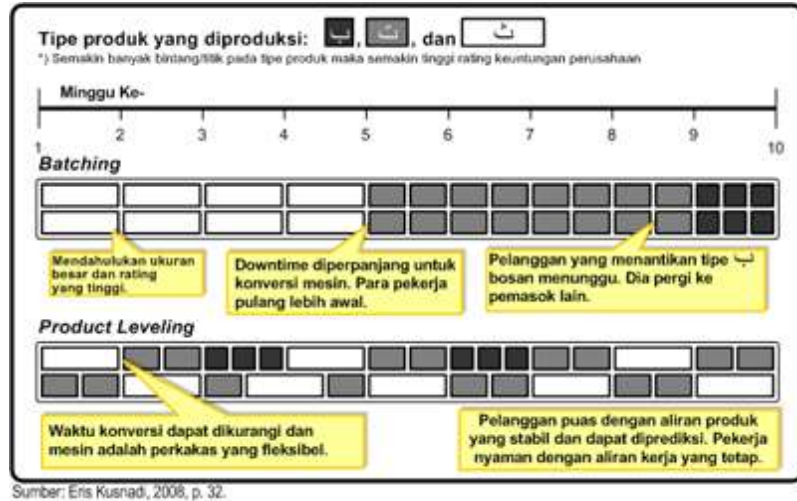 Tipe produk yang diproduksi: ب, ت, dan ث
*) Semakin banyak bintang/titik pada tipe produk maka semakin tinggi rating keuntungan perusahaan
Minggu Ke-
1 2 3 4 5 6 7 8 9 10
Batching
Mendahulukan ukuran
besar dan rating
yang tinggi.
Downtime diperpanjang untuk
konversi mesin. Para pekerja
pulang lebih awal.
Pelanggan yang menantikan tipe ب
bosan menunggu. Dia pergi ke
pemasok lain.
Product Leveling
Waktu konversi dapat dikurangi dan
mesin adalah perkakas yang fleksibel.
Pelanggan puas dengan aliran produk
yang stabil dan dapat diprediksi. Pekerja
nyaman dengan aliran kerja yang tetap.
Sumber: Eris Kusnadi, 2008, p. 32.